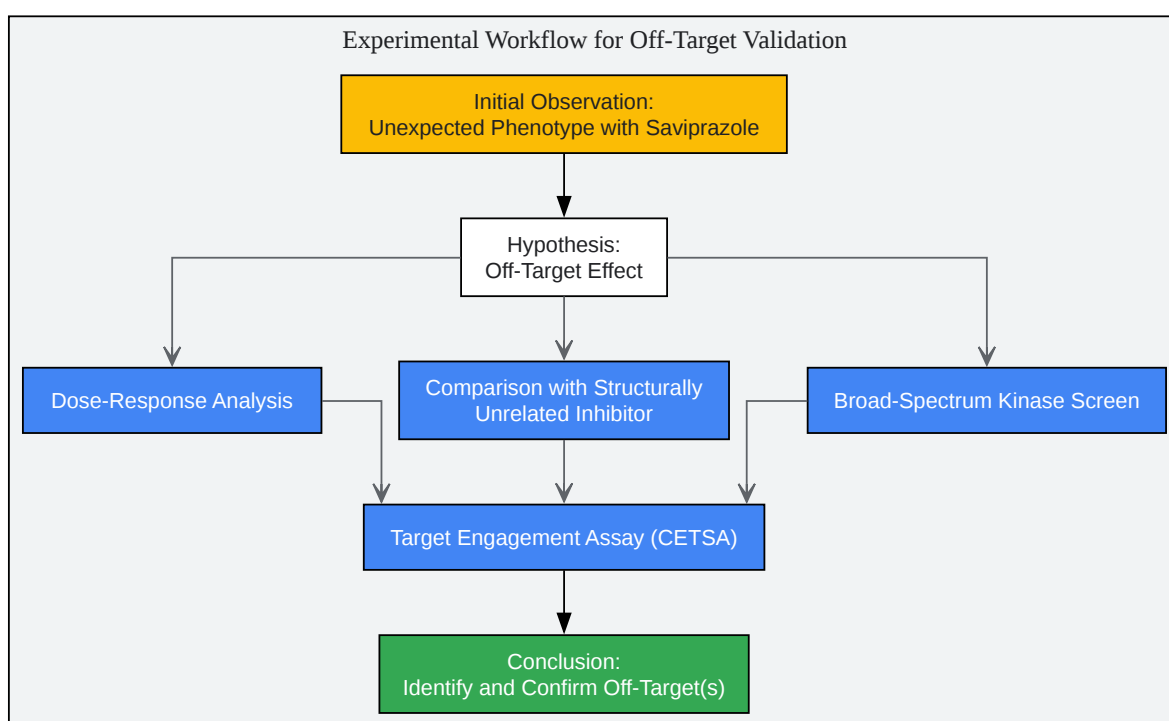 Experimental Workflow for Off-Target Validation
Initial Observation:
Unexpected Phenotype with Saviprazole
Hypothesis:
Off-Target Effect
Dose-Response Analysis
Comparison with Structurally
Unrelated Inhibitor
Broad-Spectrum Kinase Screen
Target Engagement Assay (CETSA)
Conclusion:
Identify and Confirm Off-Target(s)